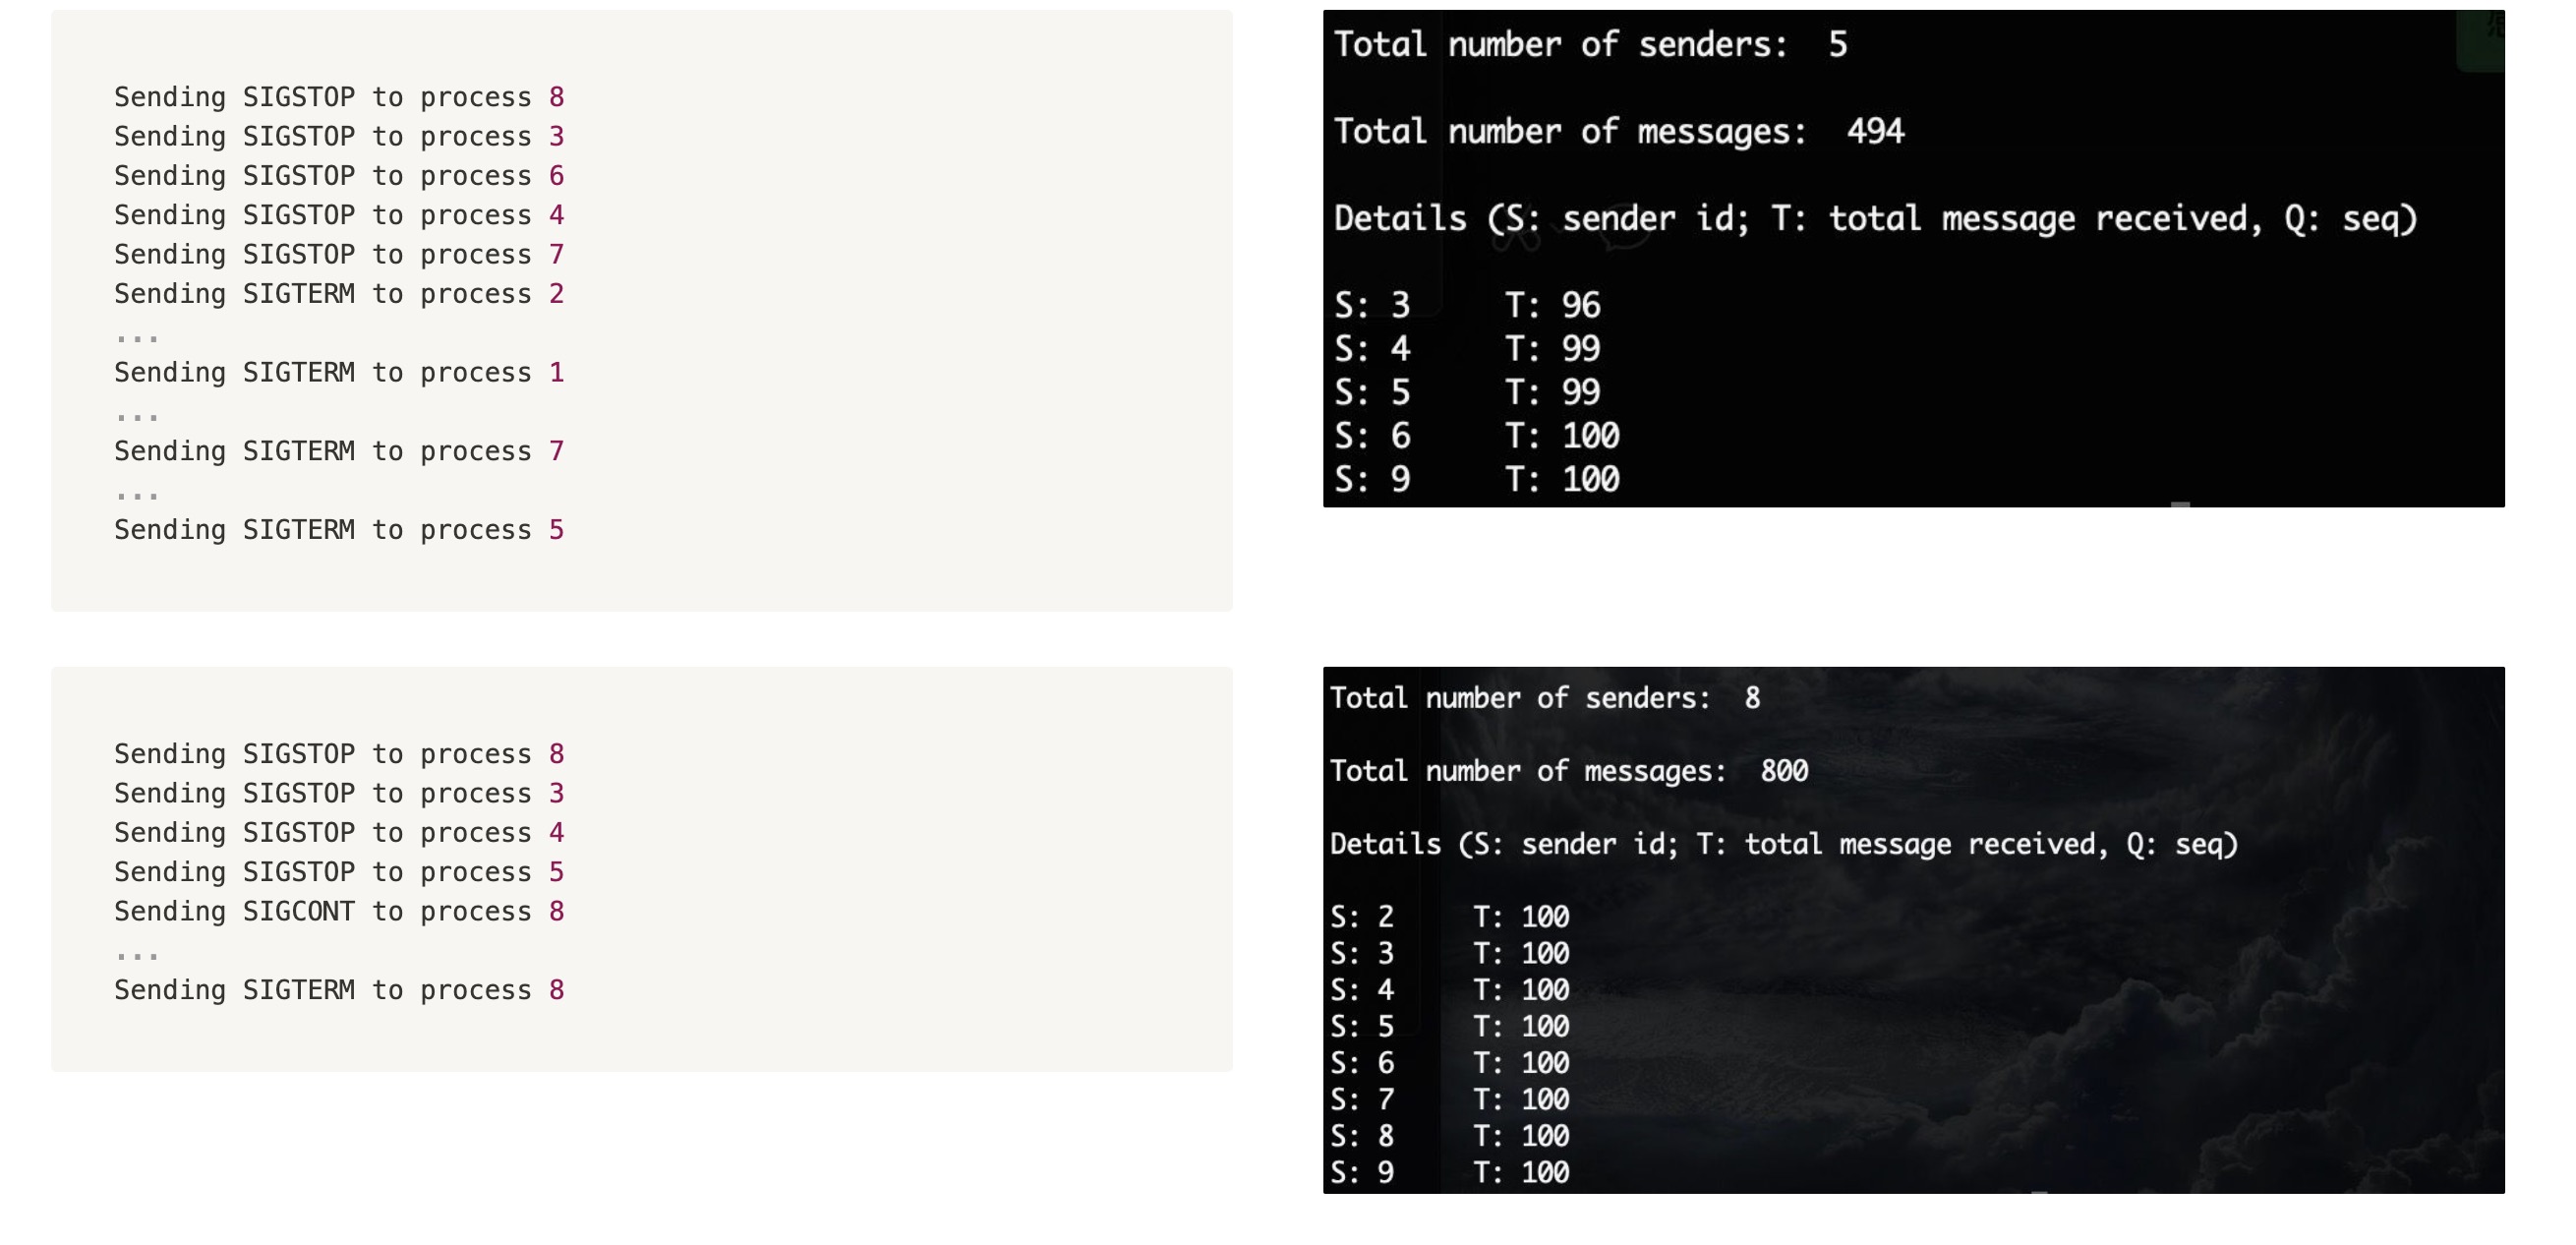 Sending SIGSTOP to process 8
Sending SIGSTOP to process 3
Sending SIGSTOP to process 6
Sending SIGSTOP to process 4
Sending SIGSTOP to process 7
Sending SIGTERM to process 2
...
Sending SIGTERM to process 1
...
Sending SIGTERM to process 7
...
Sending SIGTERM to process 5
Total number of senders: 5
Total number of messages: 494
Details (S: sender id; T: total message received, Q: seq)
S: 3 T: 96
S: 4 T: 99
S: 5 T: 99
S: 6 T: 100
S: 9 T: 100
Sending SIGSTOP to process 8
Sending SIGSTOP to process 3
Sending SIGSTOP to process 4
Sending SIGSTOP to process 5
Sending SIGCONT to process 8
...
Sending SIGTERM to process 8
Total number of senders: 8
Total number of messages: 800
Details (S: sender id; T: total message received, Q: seq)
S: 2 T: 100
S: 3 T: 100
S: 4 T: 100
S: 5 T: 100
S: 6 T: 100
S: 7 T: 100
S: 8 T: 100
S: 9 T: 100